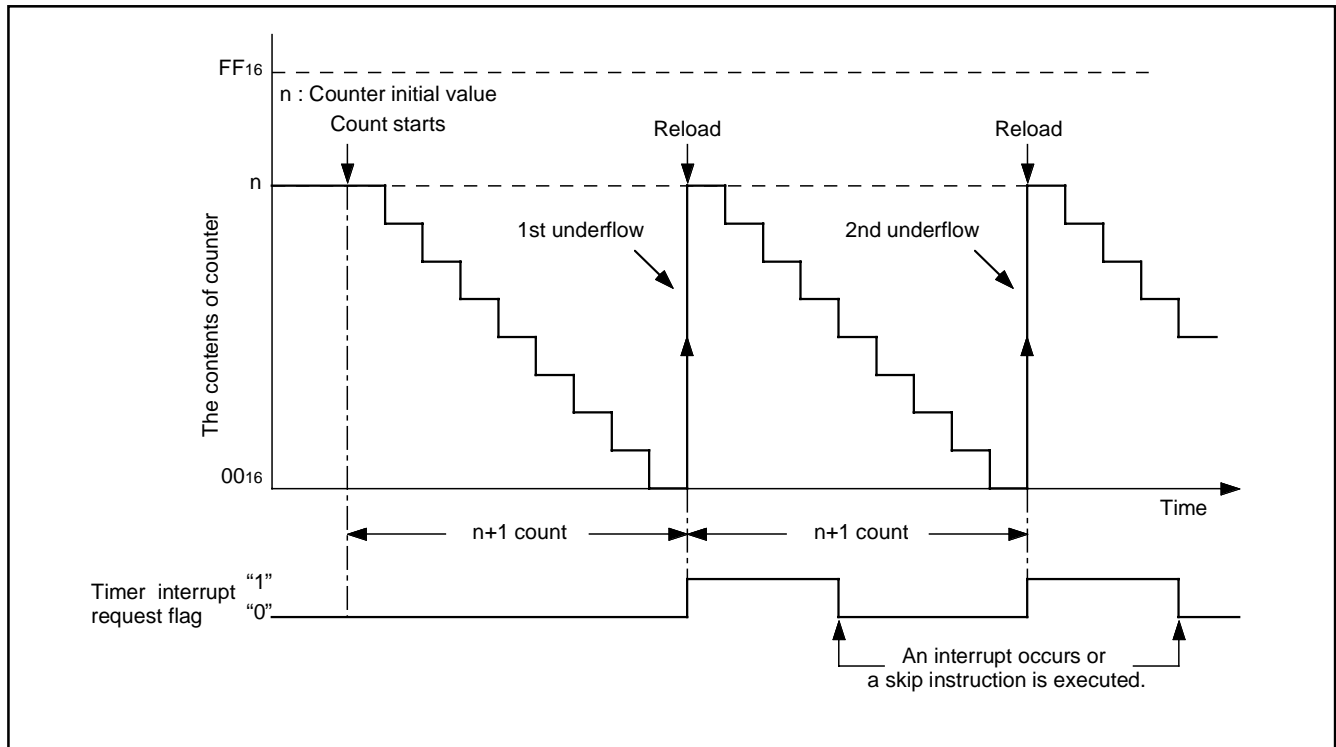 FF16
n : Counter initial value
Count starts
Reload
Reload
n
1st underflow
2nd underflow
The contents of counter
0016
Time
n+1 count
n+1 count
Timer interrupt
request flag
“1”
“0”
An interrupt occurs or
a skip instruction is executed.